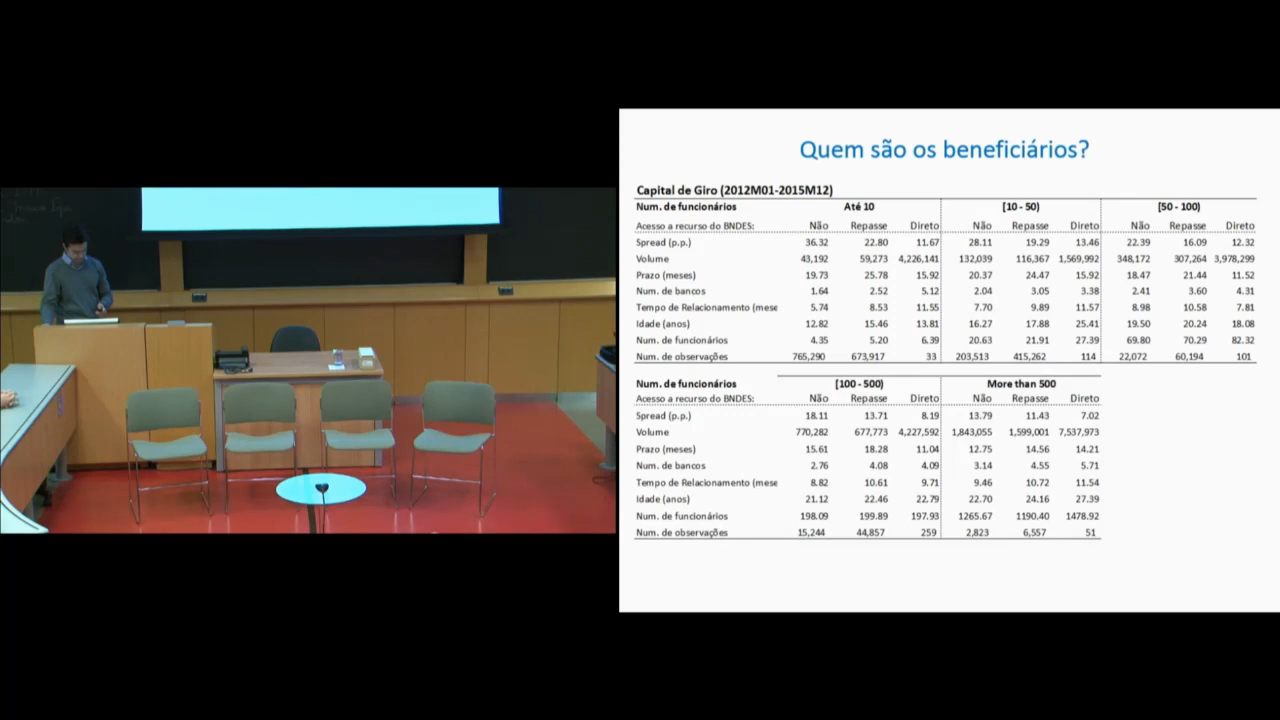 Quem são os beneficiários?
Capital de Giro (2012M01-2015M12)
Num. de funcionários Até 10 [10 - 50) [50 - 100)
Acesso a recurso do BNDES: Não Repasse Direto Não Repasse Direto Não Repasse Direto
Spread (p.p.) 36.32 22.80 11.67 28.11 19.29 13.46 22.39 16.09 12.32
Volume 43,192 59,273 4,226,141 132,039 116,367 1,569,992 348,172 307,264 3,978,299
Prazo (meses) 19.73 25.78 15.92 20.37 24.47 15.92 18.47 21.44 11.52
Num. de bancos 1.64 2.52 5.12 2.04 3.05 3.38 2.41 3.60 4.31
Tempo de Relacionamento (mese 5.74 8.53 11.55 7.70 9.89 11.57 8.98 10.58 7.81
Idade (anos) 12.82 15.46 13.81 16.27 17.88 25.41 19.50 20.24 18.08
Num. de funcionários 4.35 5.20 6.39 20.63 21.91 27.39 69.80 70.29 82.32
Num. de observações 765,290 673,917 33 203,513 415,262 114 22,072 60,194 101
Num. de funcionários [100 - 500) More than 500
Acesso a recurso do BNDES: Não Repasse Direto Não Repasse Direto
Spread (p.p.) 18.11 13.71 8.19 13.79 11.43 7.02
Volume 770,282 677,773 4,227,592 1,843,055 1,599,001 7,537,973
Prazo (meses) 15.61 18.28 11.04 12.75 14.56 14.21
Num. de bancos 2.76 4.08 4.09 3.14 4.55 5.71
Tempo de Relacionamento (mese 8.82 10.61 9.71 9.46 10.72 11.54
Idade (anos) 21.12 22.46 22.79 22.70 24.16 27.39
Num. de funcionários 198.09 199.89 197.93 1265.67 1190.40 1478.92
Num. de observações 15,244 44,857 259 2,823 6,557 51